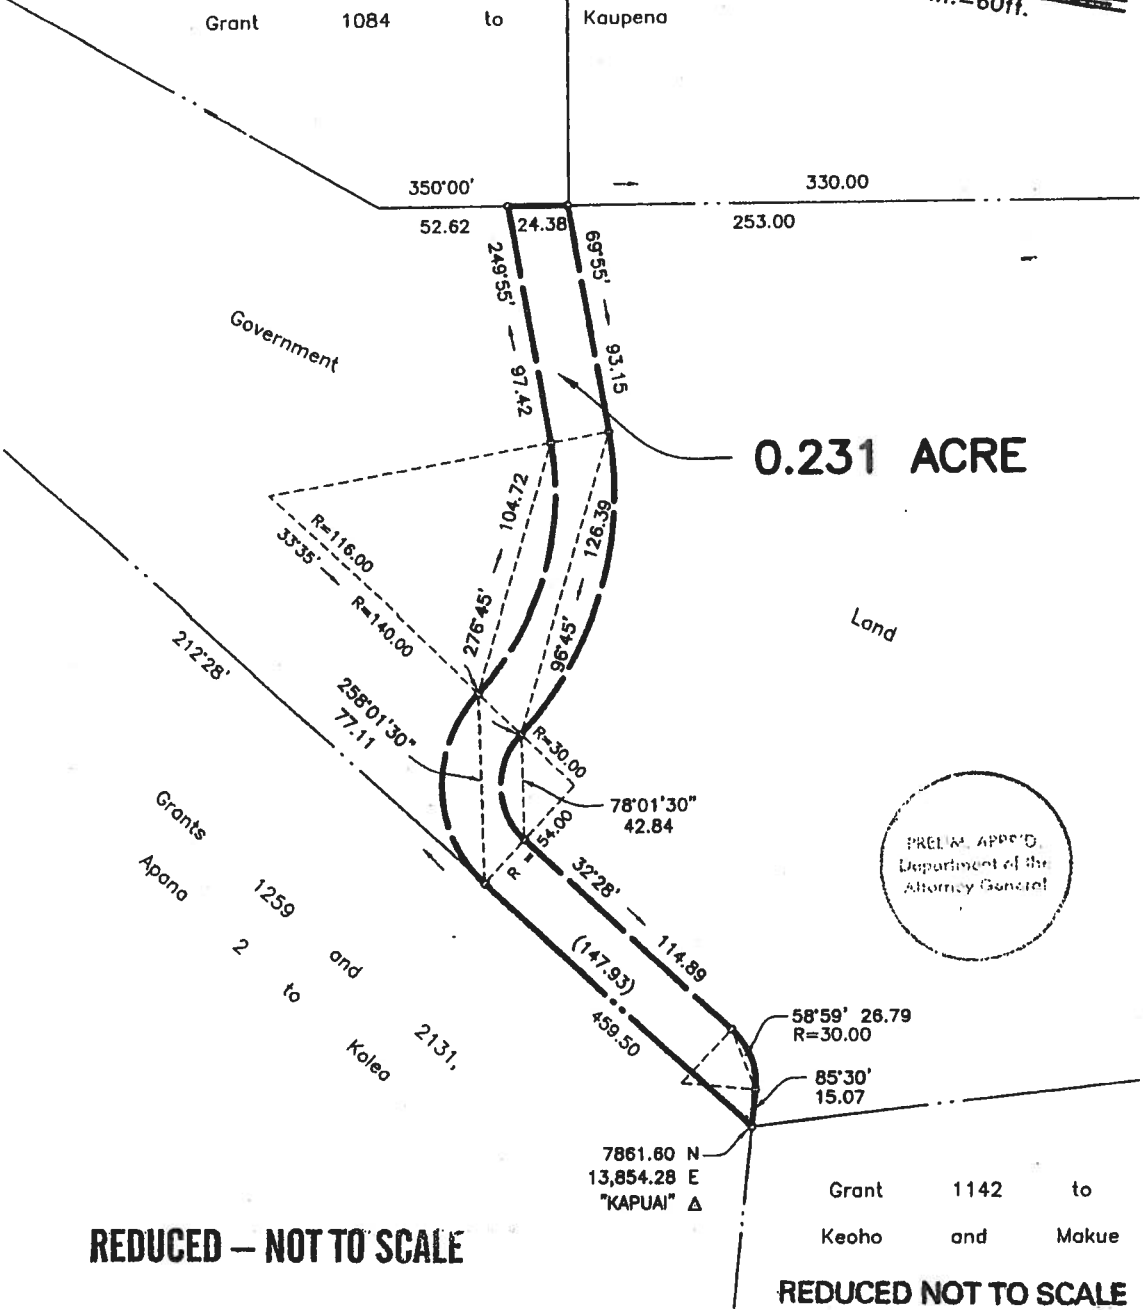 Grant 1084 to Kaupena
=60ft.
350°00'
330.00
52.62
24.38
253.00
249°55' 97.42
69°55' 93.15
Government
0.231 ACRE
R=116.00
33°35'
R=140.00
104.72
276°45'
126.39
96°45'
Land
212°28'
258°01'30"
77.11
R=30.00
78°01'30"
42.84
R = 54.00
Grants 1259 and 2131,
Apana 2 to Kolea
PRELIM. APPR'D.
Department of the
Attorney General
32°28' 114.89
(147.93)
459.50
58°59' 26.79
R=30.00
85°30'
15.07
7861.60 N
13,854.28 E
"KAPUAI"
Grant 1142 to
Keoho and Makue
REDUCED – NOT TO SCALE
REDUCED NOT TO SCALE